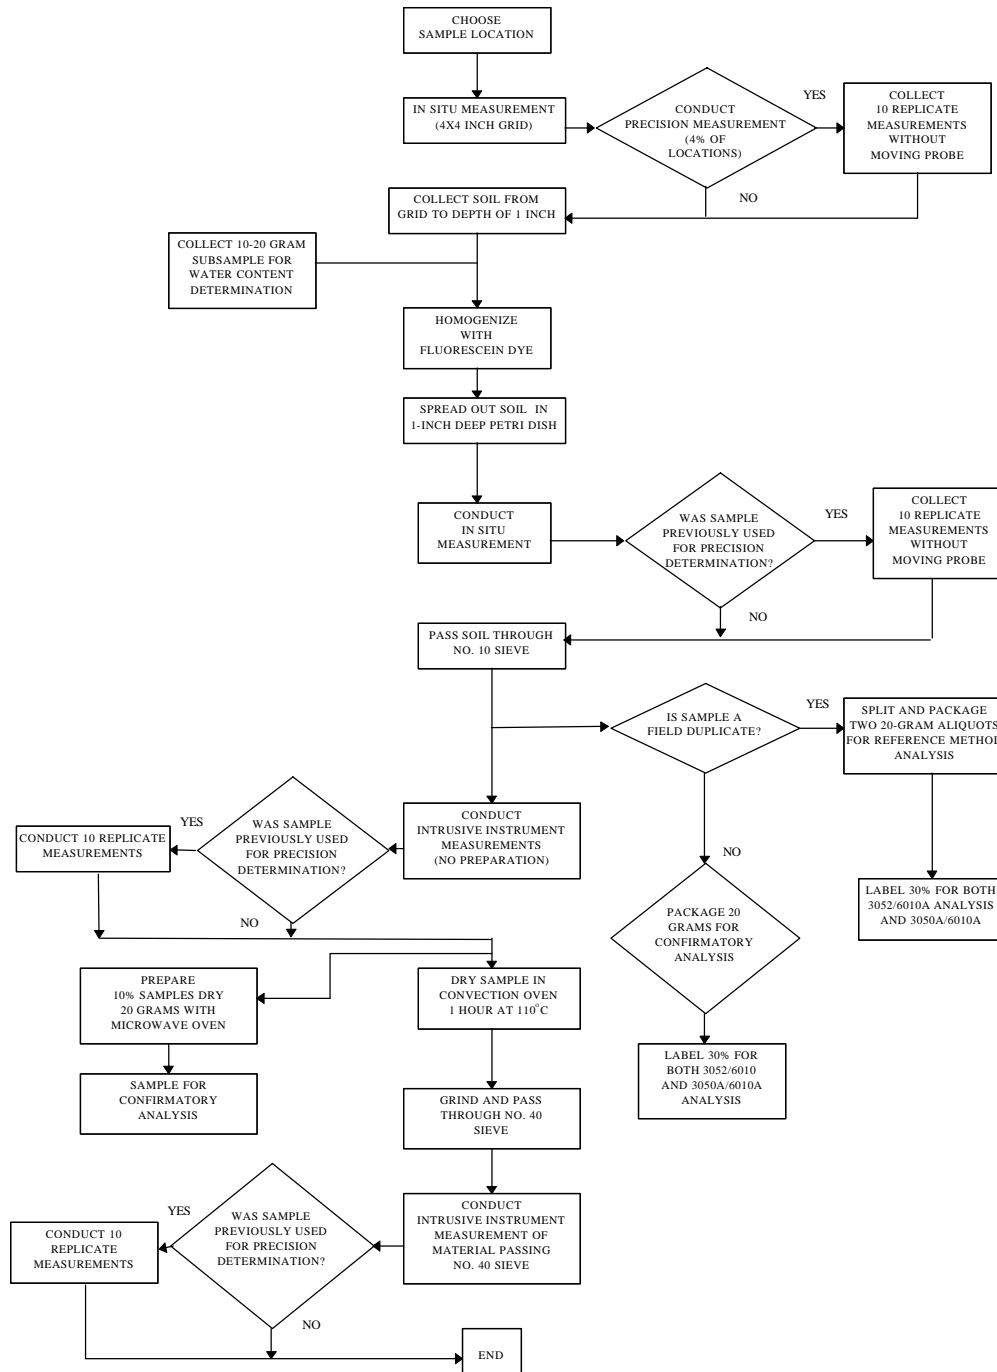 CHOOSE
SAMPLE LOCATION
IN SITU MEASUREMENT
(4X4 INCH GRID)
CONDUCT
PRECISION MEASUREMENT
(4% OF
LOCATIONS)
YES
COLLECT
10 REPLICATE
MEASUREMENTS
WITHOUT
MOVING PROBE
NO
COLLECT SOIL FROM
GRID TO DEPTH OF 1 INCH
COLLECT 10-20 GRAM
SUBSAMPLE FOR
WATER CONTENT
DETERMINATION
HOMOGENIZE
WITH
FLUORESCEIN DYE
SPREAD OUT SOIL IN
1-INCH DEEP PETRI DISH
CONDUCT
IN SITU
MEASUREMENT
WAS SAMPLE
PREVIOUSLY USED
FOR PRECISION
DETERMINATION?
YES
COLLECT
10 REPLICATE
MEASUREMENTS
WITHOUT
MOVING PROBE
NO
PASS SOIL THROUGH
NO. 10 SIEVE
IS SAMPLE A
FIELD DUPLICATE?
YES
SPLIT AND PACKAGE
TWO 20-GRAM ALIQUOTS
FOR REFERENCE METHOD
ANALYSIS
CONDUCT
INTRUSIVE INSTRUMENT
MEASUREMENTS
(NO PREPARATION)
WAS SAMPLE
PREVIOUSLY USED
FOR PRECISION
DETERMINATION?
YES
CONDUCT 10 REPLICATE
MEASUREMENTS
NO
NO
LABEL 30% FOR BOTH
3052/6010A ANALYSIS
AND 3050A/6010A
PACKAGE 20
GRAMS FOR
CONFIRMATORY
ANALYSIS
PREPARE
10% SAMPLES DRY
20 GRAMS WITH
MICROWAVE OVEN
DRY SAMPLE IN
CONVECTION OVEN
1 HOUR AT 110°C
LABEL 30% FOR
BOTH 3052/6010
AND 3050A/6010A
ANALYSIS
SAMPLE FOR
CONFIRMATORY
ANALYSIS
GRIND AND PASS
THROUGH NO. 40
SIEVE
CONDUCT
INTRUSIVE INSTRUMENT
MEASUREMENT OF
MATERIAL PASSING
NO. 40 SIEVE
WAS SAMPLE
PREVIOUSLY USED
FOR PRECISION
DETERMINATION?
YES
CONDUCT 10
REPLICATE
MEASUREMENTS
NO
END